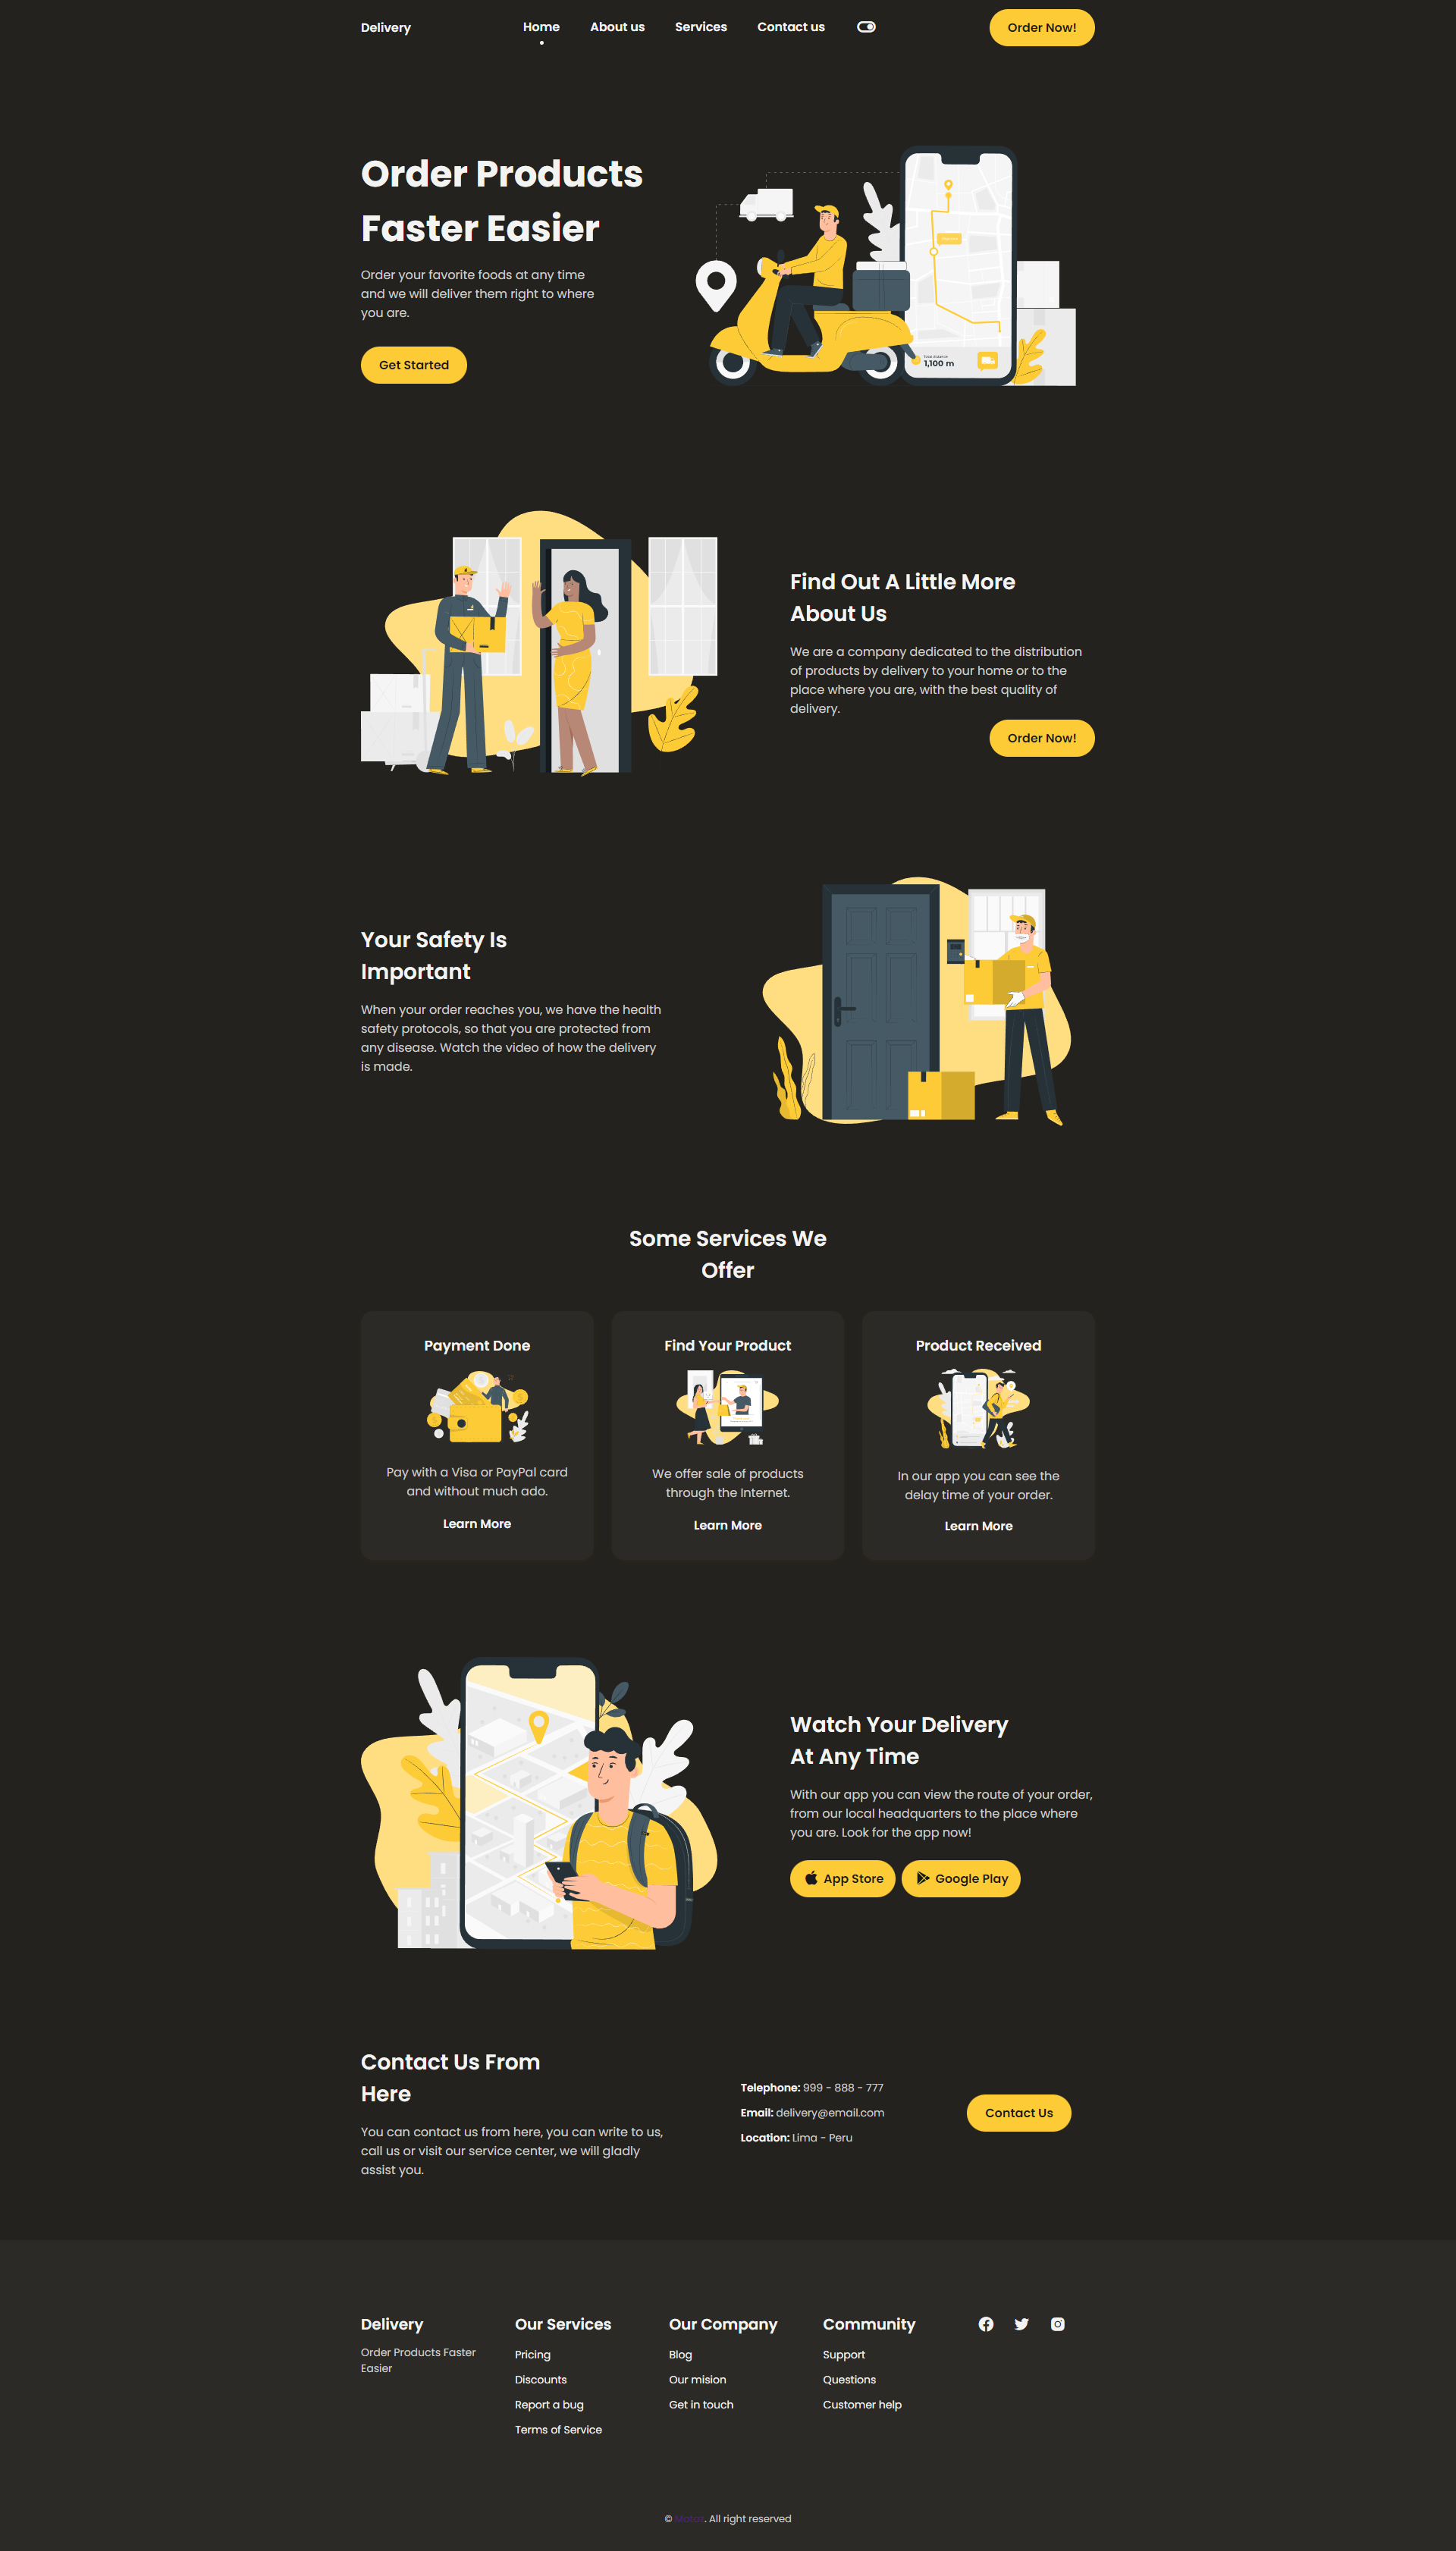 Delivery
Home
About us
Services
Contact us
Order Now!
Order Products
Faster Easier
Order your favorite foods at any time
and we will deliver them right to where
you are.
Get Started
1,100 m
Find Out A Little More
About Us
We are a company dedicated to the distribution
of products by delivery to your home or to the
place where you are, with the best quality of
delivery.
Order Now!
Your Safety Is
Important
When your order reaches you, we have the health
safety protocols, so that you are protected from
any disease. Watch the video of how the delivery
is made.
Some Services We
Offer
Payment Done
Pay with a Visa or PayPal card
and without much ado.
Learn More
Find Your Product
We offer sale of products
through the Internet.
Learn More
Product Received
In our app you can see the
delay time of your order.
Learn More
Watch Your Delivery
At Any Time
With our app you can view the route of your order,
from our local headquarters to the place where
you are. Look for the app now!
App Store
Google Play
Contact Us From
Here
You can contact us from here, you can write to us,
call us or visit our service center, we will gladly
assist you.
Telephone: 999 - 888 - 777
Email: delivery@email.com
Location: Lima - Peru
Contact Us
Delivery
Order Products Faster
Easier
Our Services
Pricing
Discounts
Report a bug
Terms of Service
Our Company
Blog
Our mision
Get in touch
Community
Support
Questions
Customer help
© . All right reserved